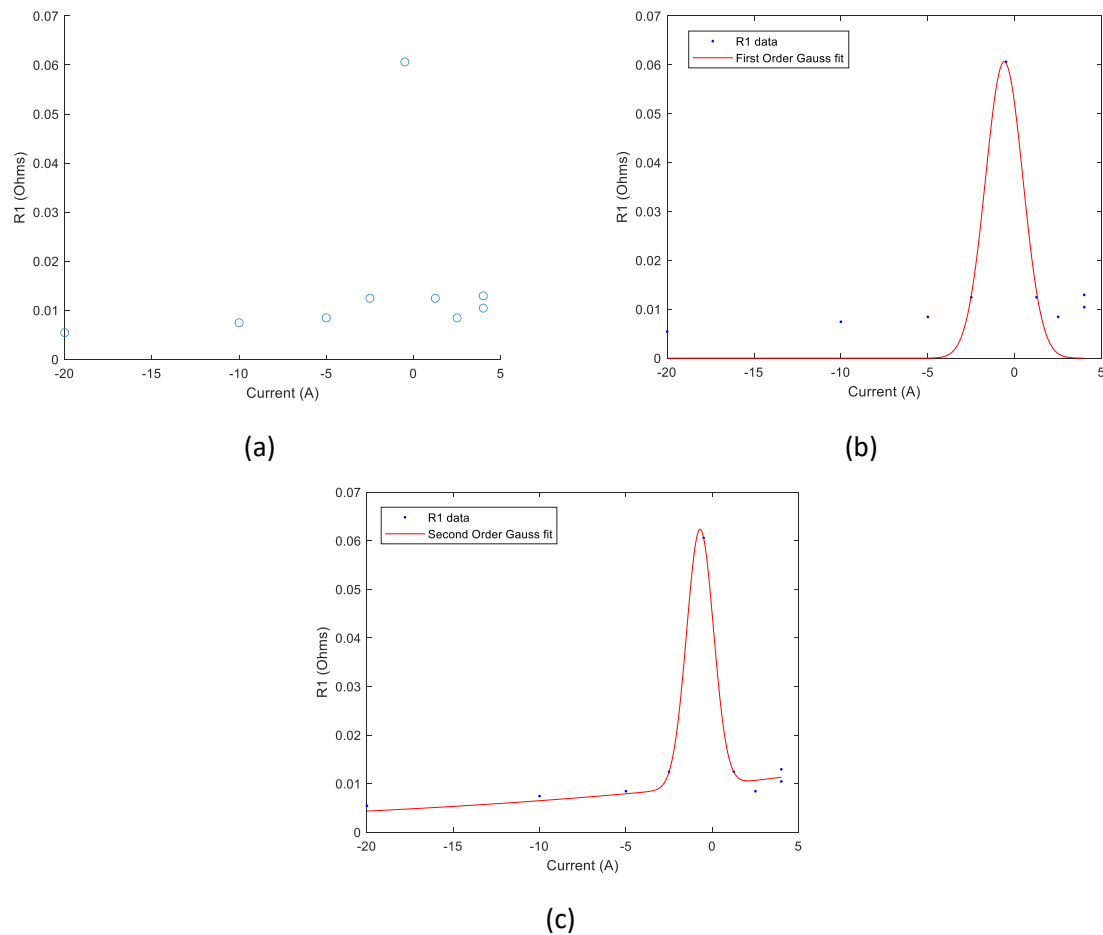 0.07
0.06
0.05
0.04
0.03
0.02
0.01
0
R1 (Ohms)
-20 -15 -10 -5 0 5
Current (A)
(a)
0.07
0.06
0.05
0.04
0.03
0.02
0.01
0
R1 (Ohms)
R1 data
First Order Gauss fit
-20 -15 -10 -5 0 5
Current (A)
(b)
0.07
0.06
0.05
0.04
0.03
0.02
0.01
0
R1 (Ohms)
R1 data
Second Order Gauss fit
-20 -15 -10 -5 0 5
Current (A)
(c)